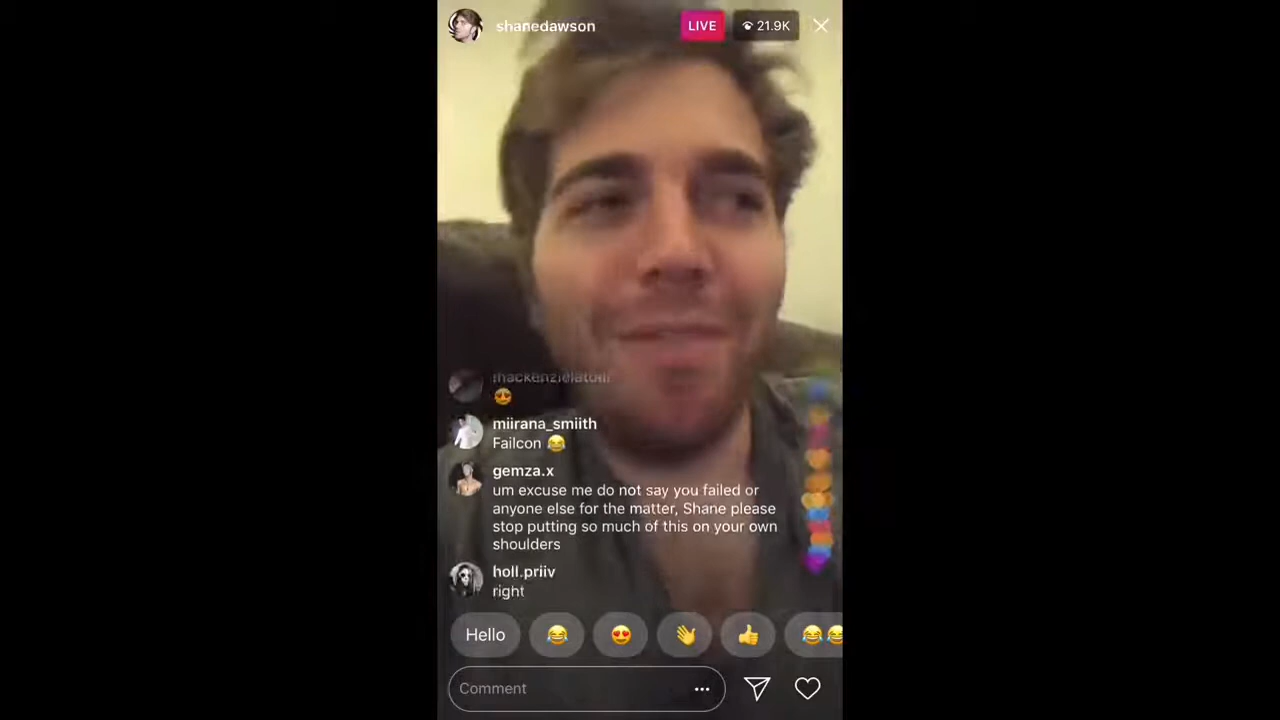 shanedawson LIVE 21.9K
mackenzielatolli
😍
miirana_smiith
Failcon 😂
gemza.x
um excuse me do not say you failed or
anyone else for the matter, Shane please
stop putting so much of this on your own
shoulders
holl.priiv
right
Hello 😂 😍 👋 👍 😂😂
Comment